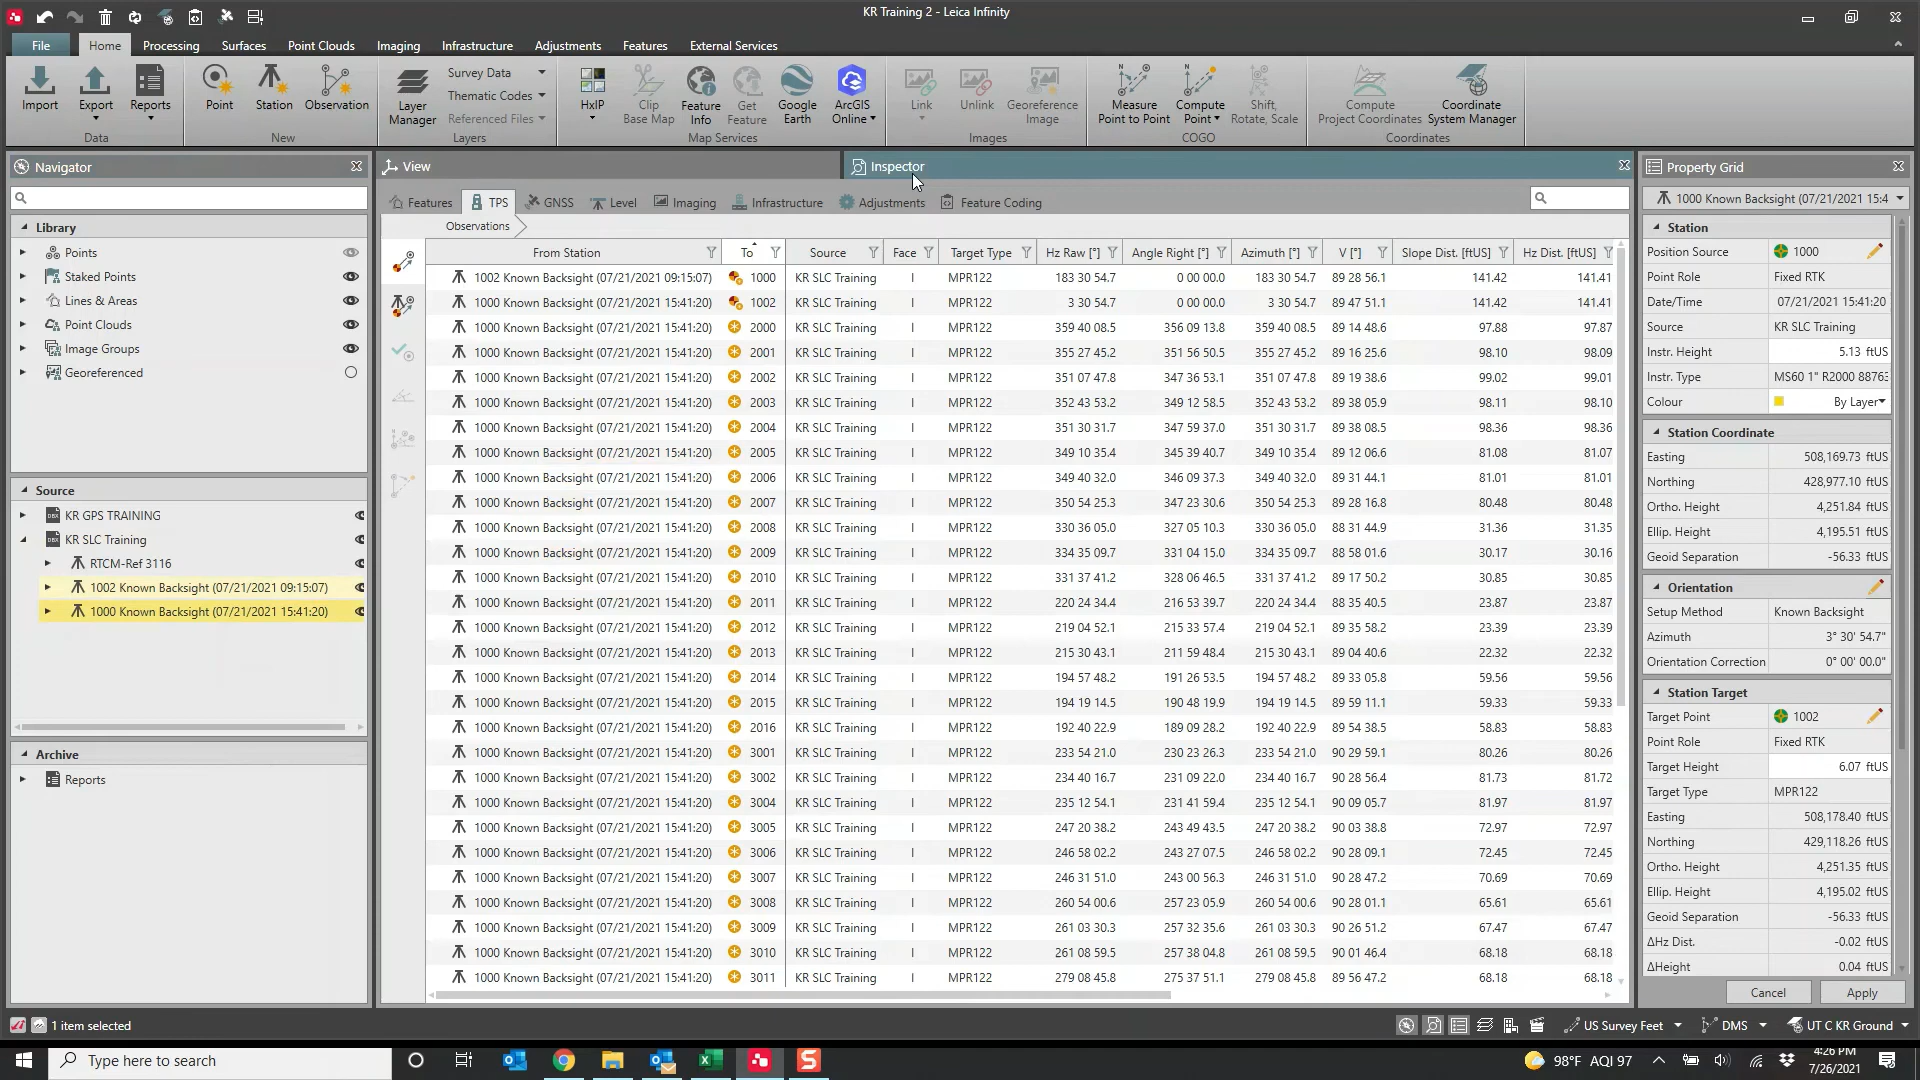 KR Training 2 - Leica Infinity
File Home Processing Surfaces Point Clouds Imaging Infrastructure Adjustments Features External Services
Import Export Reports Point Station Observation Layer Manager Survey Data Thematic Codes Referenced Files HxIP Clip Base Map Feature Info Get Feature Google Earth ArcGIS Online Link Unlink Georeference Image Measure Point to Point Compute Point Shift, Rotate, Scale Compute Project Coordinates Coordinate System Manager
Data New Layers Map Services Images COGO Coordinates
Navigator
Library
Points
Staked Points
Lines & Areas
Point Clouds
Image Groups
Georeferenced
Source
KR GPS TRAINING
KR SLC Training
RTCM-Ref 3116
1002 Known Backsight (07/21/2021 09:15:07)
1000 Known Backsight (07/21/2021 15:41:20)
Archive
Reports
View
Inspector
Features TPS GNSS Level Imaging Infrastructure Adjustments Feature Coding
Observations
From Station To Source Face Target Type Hz Raw [°] Angle Right [°] Azimuth [°] V [°] Slope Dist. [ftUS] Hz Dist. [ftUS]
1002 Known Backsight (07/21/2021 09:15:07) 1000 KR SLC Training I MPR122 183 30 54.7 0 00 00.0 183 30 54.7 89 28 56.1 141.42 141.41
1000 Known Backsight (07/21/2021 15:41:20) 1002 KR SLC Training I MPR122 3 30 54.7 0 00 00.0 3 30 54.7 89 47 51.1 141.42 141.41
1000 Known Backsight (07/21/2021 15:41:20) 2000 KR SLC Training I MPR122 359 40 08.5 356 09 13.8 359 40 08.5 89 14 48.6 97.88 97.87
1000 Known Backsight (07/21/2021 15:41:20) 2001 KR SLC Training I MPR122 355 27 45.2 351 56 50.5 355 27 45.2 89 16 25.6 98.10 98.09
1000 Known Backsight (07/21/2021 15:41:20) 2002 KR SLC Training I MPR122 351 07 47.8 347 36 53.1 351 07 47.8 89 19 38.6 99.02 99.01
1000 Known Backsight (07/21/2021 15:41:20) 2003 KR SLC Training I MPR122 352 43 53.2 349 12 58.5 352 43 53.2 89 38 05.9 98.11 98.10
1000 Known Backsight (07/21/2021 15:41:20) 2004 KR SLC Training I MPR122 351 30 31.7 347 59 37.0 351 30 31.7 89 38 08.5 98.36 98.36
1000 Known Backsight (07/21/2021 15:41:20) 2005 KR SLC Training I MPR122 349 10 35.4 345 39 40.7 349 10 35.4 89 12 06.6 81.08 81.07
1000 Known Backsight (07/21/2021 15:41:20) 2006 KR SLC Training I MPR122 349 40 32.0 346 09 37.3 349 40 32.0 89 31 44.1 81.01 81.01
1000 Known Backsight (07/21/2021 15:41:20) 2007 KR SLC Training I MPR122 350 54 25.3 347 23 30.6 350 54 25.3 89 28 16.8 80.48 80.48
1000 Known Backsight (07/21/2021 15:41:20) 2008 KR SLC Training I MPR122 330 36 05.0 327 05 10.3 330 36 05.0 88 31 44.9 31.36 31.35
1000 Known Backsight (07/21/2021 15:41:20) 2009 KR SLC Training I MPR122 334 35 09.7 331 04 15.0 334 35 09.7 88 58 01.6 30.17 30.16
1000 Known Backsight (07/21/2021 15:41:20) 2010 KR SLC Training I MPR122 331 37 41.2 328 06 46.5 331 37 41.2 89 17 50.2 30.85 30.85
1000 Known Backsight (07/21/2021 15:41:20) 2011 KR SLC Training I MPR122 220 24 34.4 216 53 39.7 220 24 34.4 88 35 40.5 23.87 23.87
1000 Known Backsight (07/21/2021 15:41:20) 2012 KR SLC Training I MPR122 219 04 52.1 215 33 57.4 219 04 52.1 89 35 58.2 23.39 23.39
1000 Known Backsight (07/21/2021 15:41:20) 2013 KR SLC Training I MPR122 215 30 43.1 211 59 48.4 215 30 43.1 89 04 40.6 22.32 22.32
1000 Known Backsight (07/21/2021 15:41:20) 2014 KR SLC Training I MPR122 194 57 48.2 191 26 53.5 194 57 48.2 89 33 05.8 59.56 59.56
1000 Known Backsight (07/21/2021 15:41:20) 2015 KR SLC Training I MPR122 194 19 14.5 190 48 19.9 194 19 14.5 89 59 11.1 59.33 59.33
1000 Known Backsight (07/21/2021 15:41:20) 2016 KR SLC Training I MPR122 192 40 22.9 189 09 28.2 192 40 22.9 89 54 38.5 58.83 58.83
1000 Known Backsight (07/21/2021 15:41:20) 3001 KR SLC Training I MPR122 233 54 21.0 230 23 26.3 233 54 21.0 90 29 59.1 80.26 80.26
1000 Known Backsight (07/21/2021 15:41:20) 3002 KR SLC Training I MPR122 234 40 16.7 231 09 22.0 234 40 16.7 90 28 56.4 81.73 81.72
1000 Known Backsight (07/21/2021 15:41:20) 3004 KR SLC Training I MPR122 235 12 54.1 231 41 59.4 235 12 54.1 90 09 05.7 81.97 81.97
1000 Known Backsight (07/21/2021 15:41:20) 3005 KR SLC Training I MPR122 247 20 38.2 243 49 43.5 247 20 38.2 90 03 38.8 72.97 72.97
1000 Known Backsight (07/21/2021 15:41:20) 3006 KR SLC Training I MPR122 246 58 02.2 243 27 07.5 246 58 02.2 90 28 09.1 72.45 72.45
1000 Known Backsight (07/21/2021 15:41:20) 3007 KR SLC Training I MPR122 246 31 51.0 243 00 56.3 246 31 51.0 90 28 47.2 70.69 70.69
1000 Known Backsight (07/21/2021 15:41:20) 3008 KR SLC Training I MPR122 260 54 00.6 257 23 05.9 260 54 00.6 90 28 01.1 65.61 65.61
1000 Known Backsight (07/21/2021 15:41:20) 3009 KR SLC Training I MPR122 261 03 30.3 257 32 35.6 261 03 30.3 90 26 51.2 67.47 67.47
1000 Known Backsight (07/21/2021 15:41:20) 3010 KR SLC Training I MPR122 261 08 59.5 257 38 04.8 261 08 59.5 90 01 46.4 68.18 68.18
1000 Known Backsight (07/21/2021 15:41:20) 3011 KR SLC Training I MPR122 279 08 45.8 275 37 51.1 279 08 45.8 89 56 47.2 68.18 68.18
Property Grid
1000 Known Backsight (07/21/2021 15:4
Station
Position Source 1000
Point Role Fixed RTK
Date/Time 07/21/2021 15:41:20
Source KR SLC Training
Instr. Height 5.13 ftUS
Instr. Type MS60 1" R2000 8876
Colour By Layer
Station Coordinate
Easting 508,169.73 ftUS
Northing 428,977.10 ftUS
Ortho. Height 4,251.84 ftUS
Ellip. Height 4,195.51 ftUS
Geoid Separation -56.33 ftUS
Orientation
Setup Method Known Backsight
Azimuth 3° 30' 54.7"
Orientation Correction 0° 00' 00.0"
Station Target
Target Point 1002
Point Role Fixed RTK
Target Height 6.07 ftUS
Target Type MPR122
Easting 508,178.40 ftUS
Northing 429,118.26 ftUS
Ortho. Height 4,251.35 ftUS
Ellip. Height 4,195.02 ftUS
Geoid Separation -56.33 ftUS
ΔHz Dist. -0.02 ftUS
ΔHeight 0.04 ftUS
Cancel Apply
1 item selected
US Survey Feet DMS UT C KR Ground
Type here to search
98°F AQI 97
4:26 PM
7/26/2021